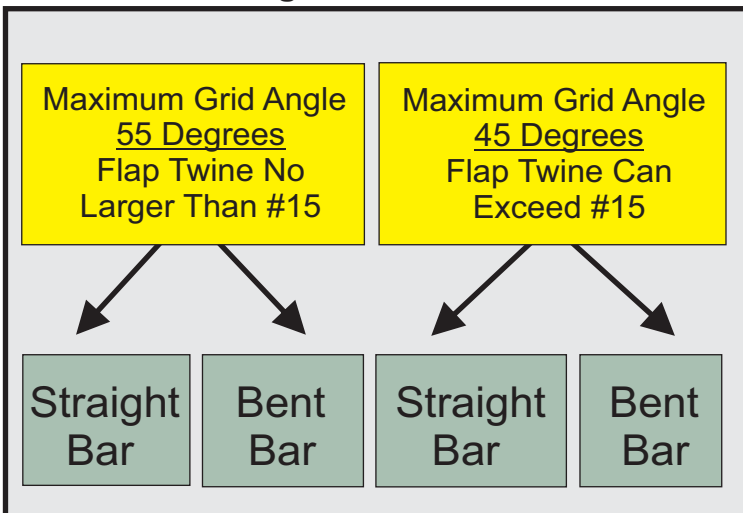 Maximum Grid Angle
55 Degrees
Flap Twine No
Larger Than #15
Maximum Grid Angle
45 Degrees
Flap Twine Can
Exceed #15
Straight
Bar
Bent
Bar
Straight
Bar
Bent
Bar